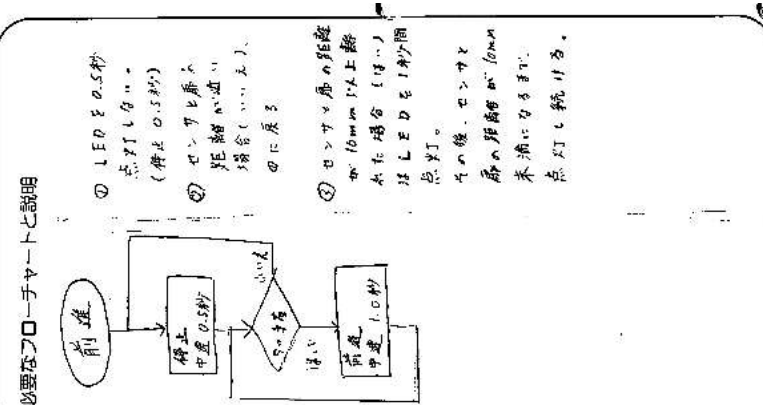 必要なフローチャートと説明
前進
停止
中速 0.5秒
いいえ
はい
前進
中速 1.0秒
① LEDを0.5秒
点灯しない。
(停止 0.5秒)
② センサと扉の
距離が近い
場合(いいえ)、
①に戻る
③ センサと扉の距離
が10mm以上離
れた場合(はい)
はLEDを1秒間
点灯。
その後、センサと
扉の距離が10mm
未満になるまで、
点灯し続ける。